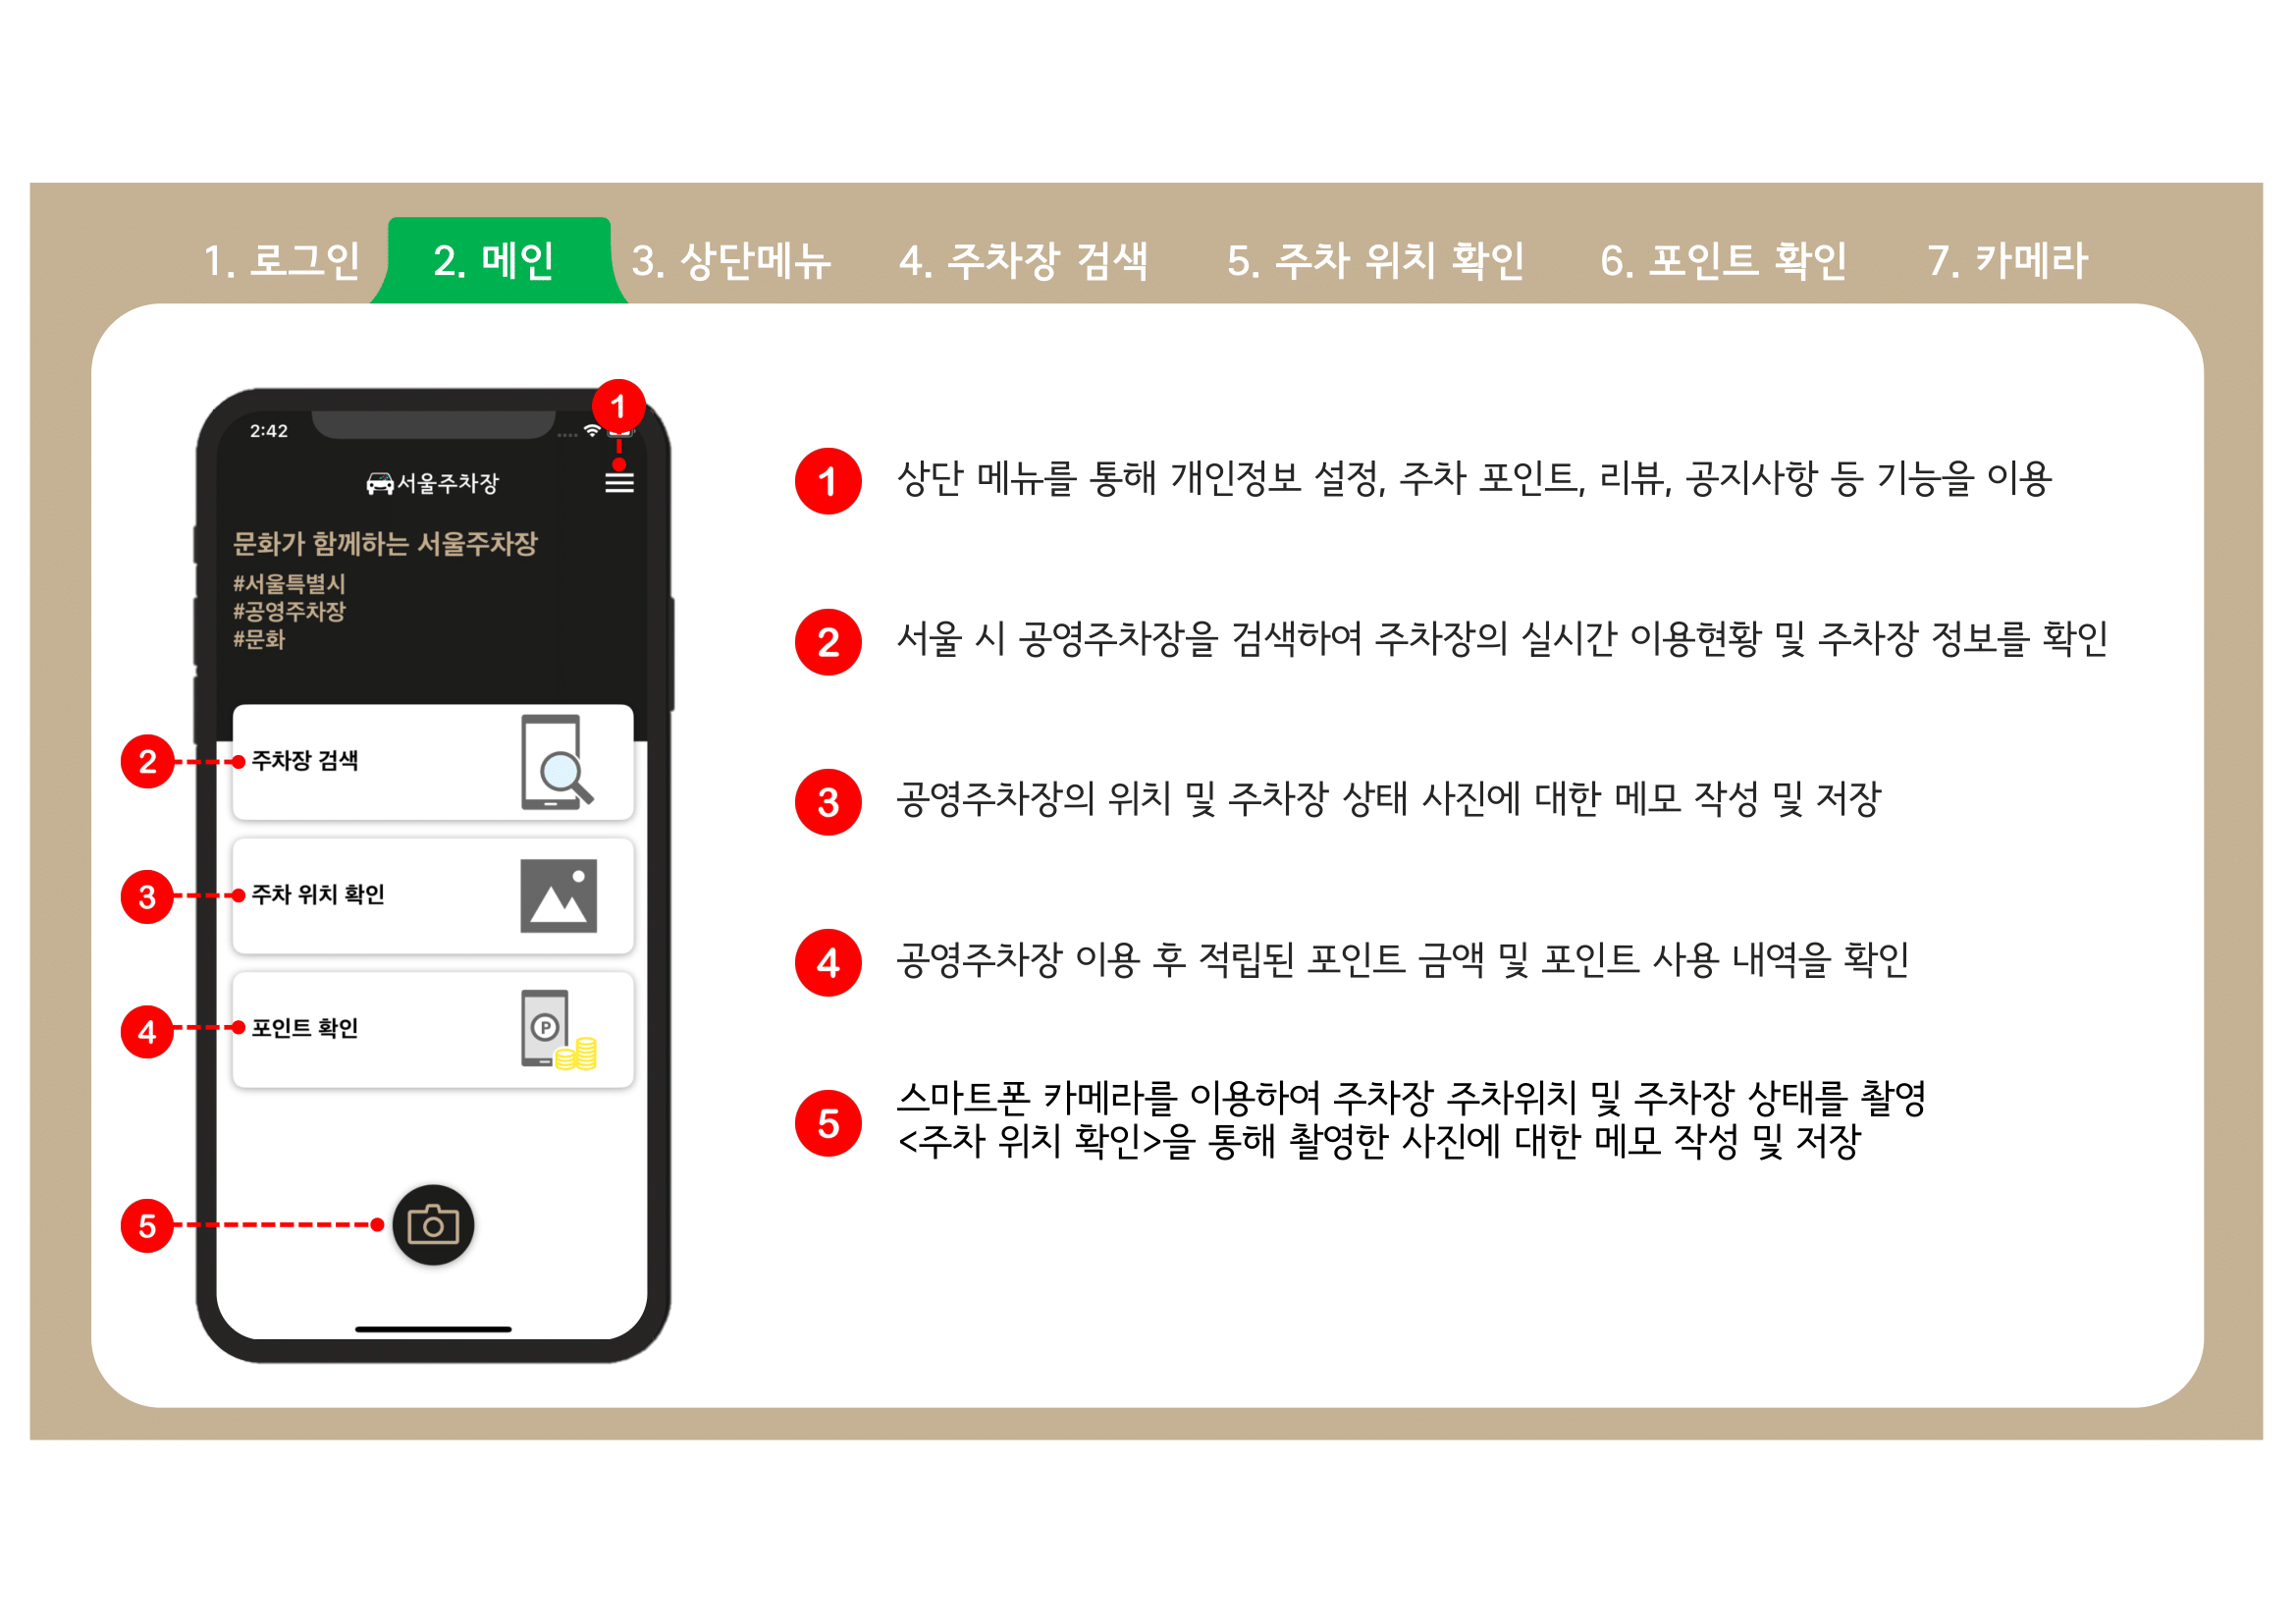 1. 로그인
2. 메인
3. 상단메뉴
4. 주차장 검색
5. 주차 위치 확인
6. 포인트 확인
7. 카메라
1
2:42
서울주차장
문화가 함께하는 서울주차장
#서울특별시
#공영주차장
#문화
2 주차장 검색
3 주차 위치 확인
4 포인트 확인
P
5
1 상단 메뉴를 통해 개인정보 설정, 주차 포인트, 리뷰, 공지사항 등 기능을 이용
2 서울 시 공영주차장을 검색하여 주차장의 실시간 이용현황 및 주차장 정보를 확인
3 공영주차장의 위치 및 주차장 상태 사진에 대한 메모 작성 및 저장
4 공영주차장 이용 후 적립된 포인트 금액 및 포인트 사용 내역을 확인
5 스마트폰 카메라를 이용하여 주차장 주차위치 및 주차장 상태를 촬영
<주차 위치 확인>을 통해 촬영한 사진에 대한 메모 작성 및 저장